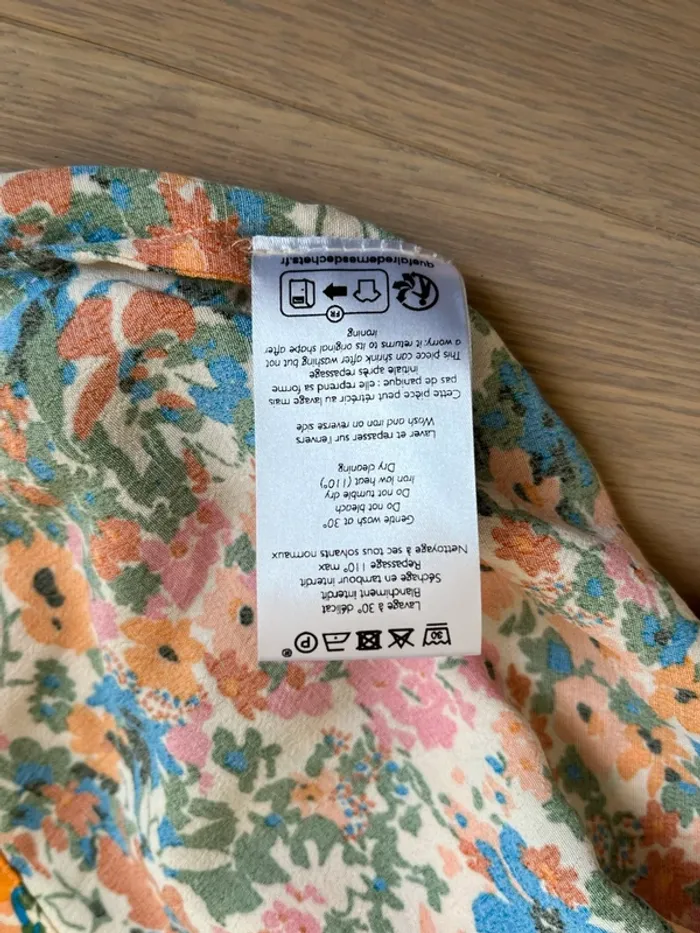 30
P
®
Lavage à 30° délicat
Blanchiment interdit
Séchage en tambour interdit
Repassage 110° max
Nettoyage à sec tous solvants normaux
Gentle wash at 30°
Do not bleach
Do not tumble dry
iron low heat (110°)
Dry cleaning
Laver et repasser sur l'envers
Wash and iron on reverse side
Cette pièce peut rétrécir au lavage mais
pas de panique : elle reprend sa forme
initiale après repassage
This piece can shrink after washing but not
a worry: it returns to its original shape after
ironing
FR
quefairedemesdechets.fr